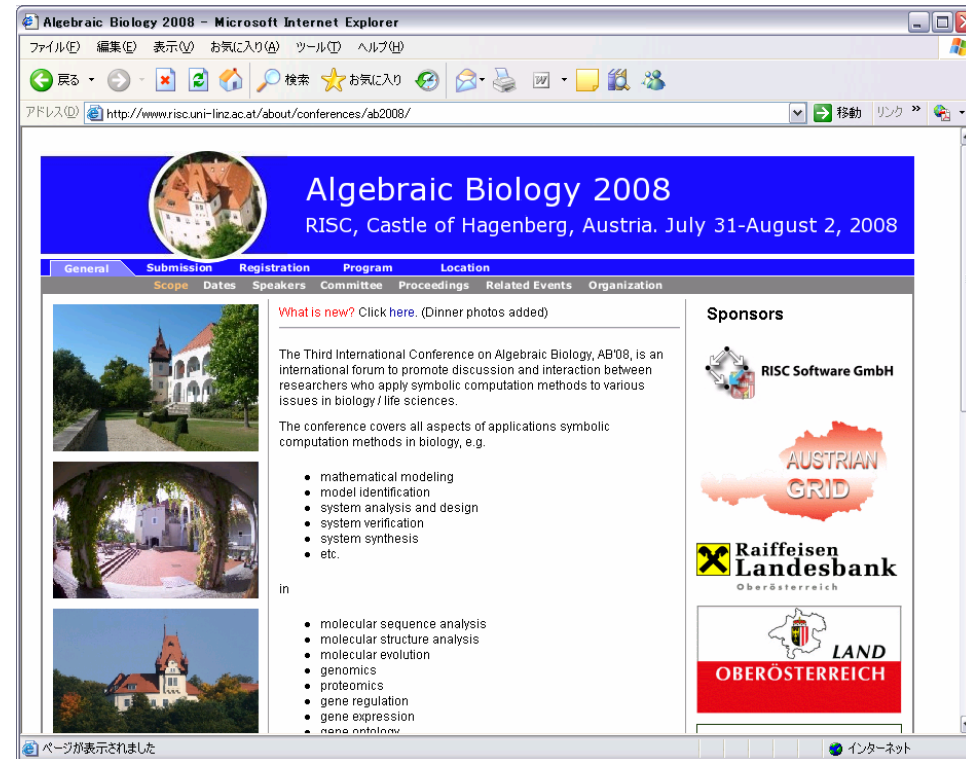 Algebraic Biology 2008 - Microsoft Internet Explorer
ファイル(F) 編集(E) 表示(V) お気に入り(A) ツール(T) ヘルプ(H)
戻る 検索 お気に入り
アドレス(D) http://www.risc.uni-linz.ac.at/about/conferences/ab2008/ 移動 リンク »
Algebraic Biology 2008
RISC, Castle of Hagenberg, Austria. July 31-August 2, 2008
General Submission Registration Program Location
Scope Dates Speakers Committee Proceedings Related Events Organization
What is new? Click here. (Dinner photos added)
The Third International Conference on Algebraic Biology, AB'08, is an
international forum to promote discussion and interaction between
researchers who apply symbolic computation methods to various
issues in biology / life sciences.
The conference covers all aspects of applications symbolic
computation methods in biology, e.g.
• mathematical modeling
• model identification
• system analysis and design
• system verification
• system synthesis
• etc.
in
• molecular sequence analysis
• molecular structure analysis
• molecular evolution
• genomics
• proteomics
• gene regulation
• gene expression
• gene ontology
Sponsors
RISC Software GmbH
AUSTRIAN
GRID
Raiffeisen
Landesbank
Oberösterreich
LAND
OBERÖSTERREICH
ページが表示されました インターネット